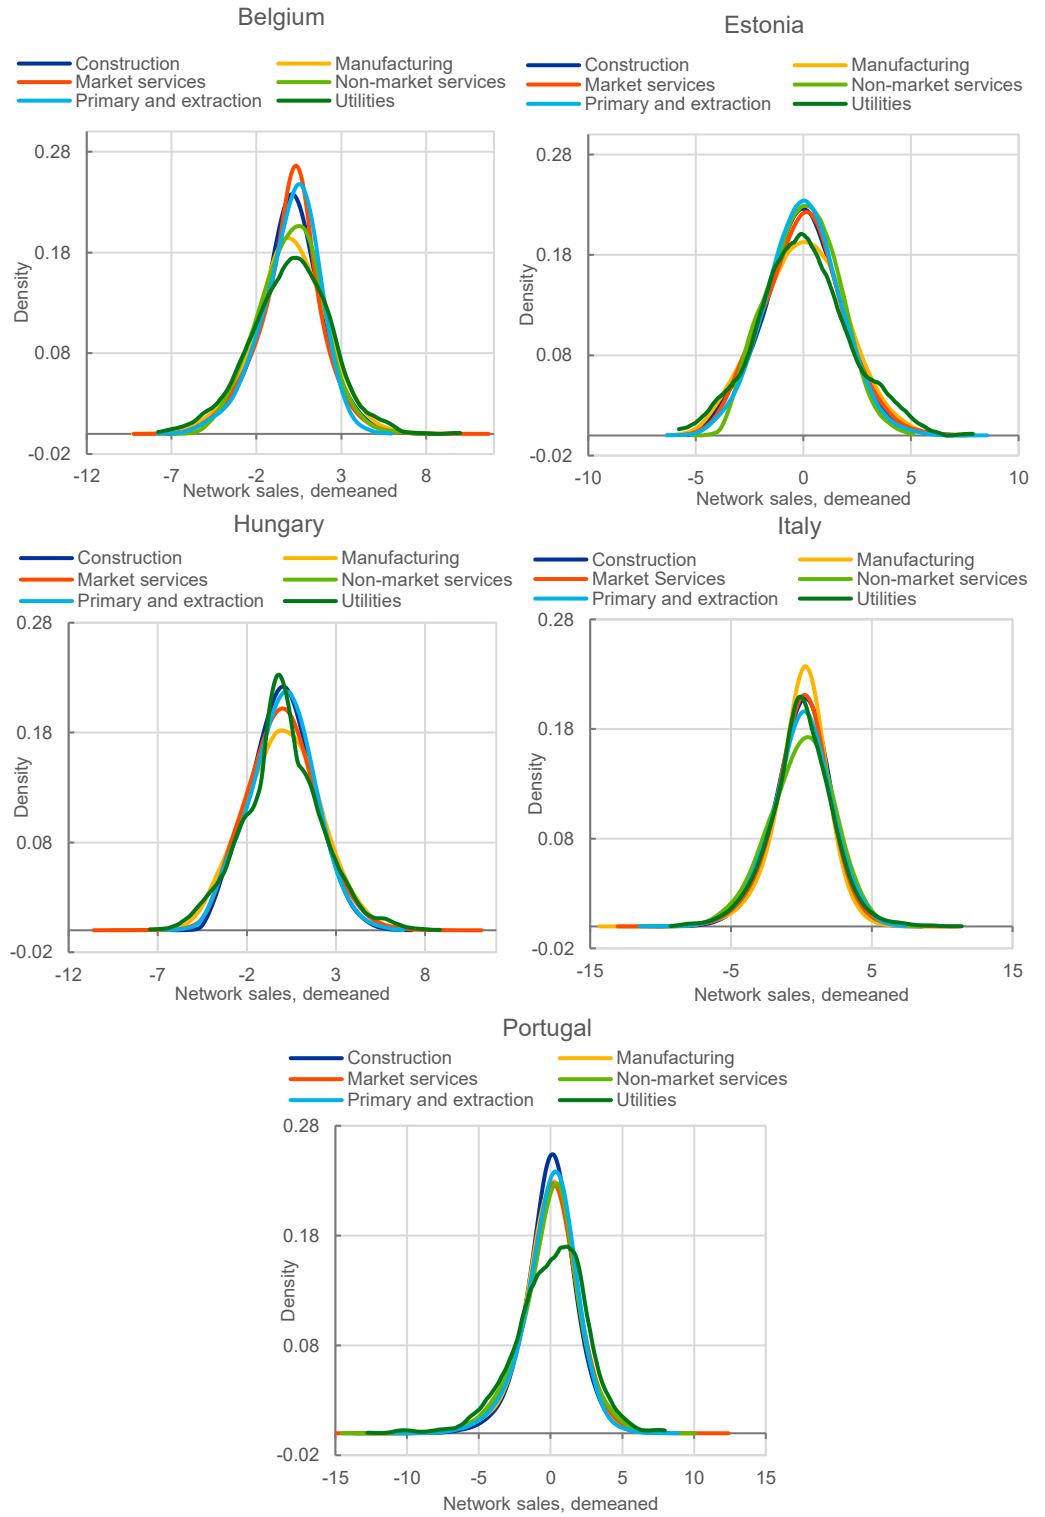 Belgium
Construction Manufacturing
Market services Non-market services
Primary and extraction Utilities
0.28
0.18
0.08
-0.02
Density
-12 -7 -2 3 8
Network sales, demeaned
Estonia
Construction Manufacturing
Market services Non-market services
Primary and extraction Utilities
0.28
0.18
0.08
-0.02
Density
-10 -5 0 5 10
Network sales, demeaned
Hungary
Construction Manufacturing
Market services Non-market services
Primary and extraction Utilities
0.28
0.18
0.08
-0.02
Density
-12 -7 -2 3 8
Network sales, demeaned
Italy
Construction Manufacturing
Market Services Non-market services
Primary and extraction Utilities
0.28
0.18
0.08
-0.02
Density
-15 -5 5 15
Network sales, demeaned
Portugal
Construction Manufacturing
Market services Non-market services
Primary and extraction Utilities
0.28
0.18
0.08
-0.02
Density
-15 -10 -5 0 5 10 15
Network sales, demeaned